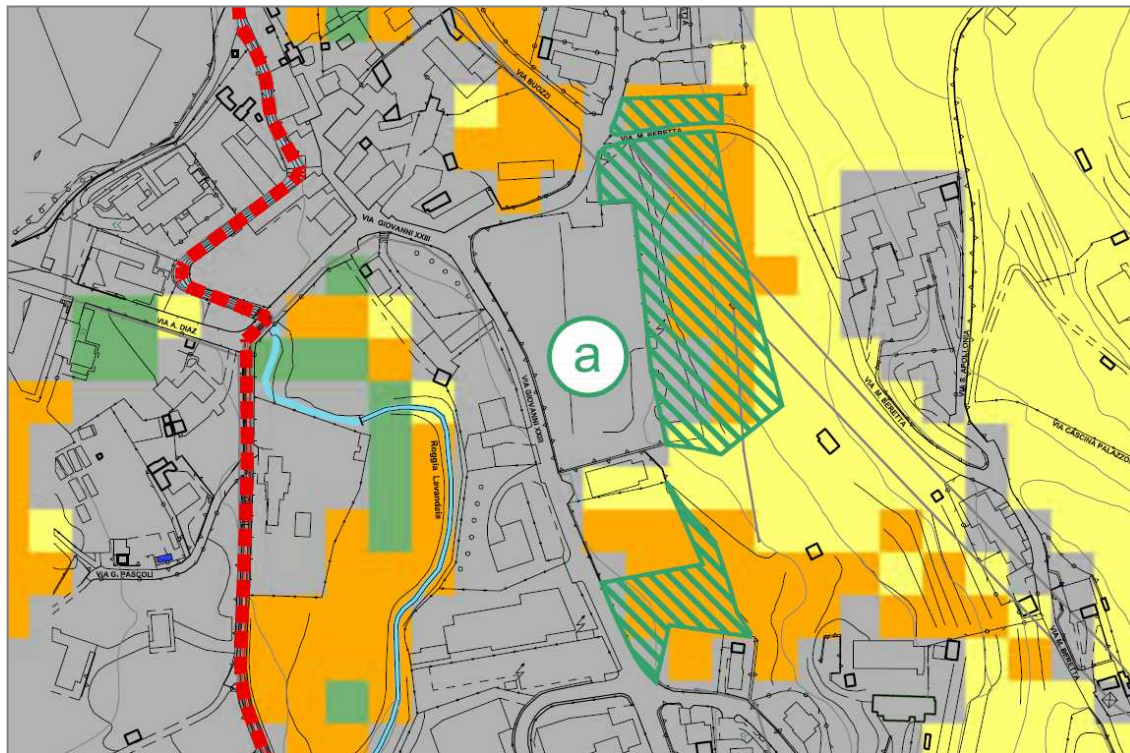 VIA BUOZZI
VIA M. BERETTA
VIA GIOVANNI XXIII
VIA A. DIAZ
a
VIA GIOVANNI XXIII
VIA M. BERETTA
VIA S. APOLLONIA
VIA CASCINA PALAZZO
Roggia Lavandaia
VIA G. PASCOLI
VIA M. BERETTA